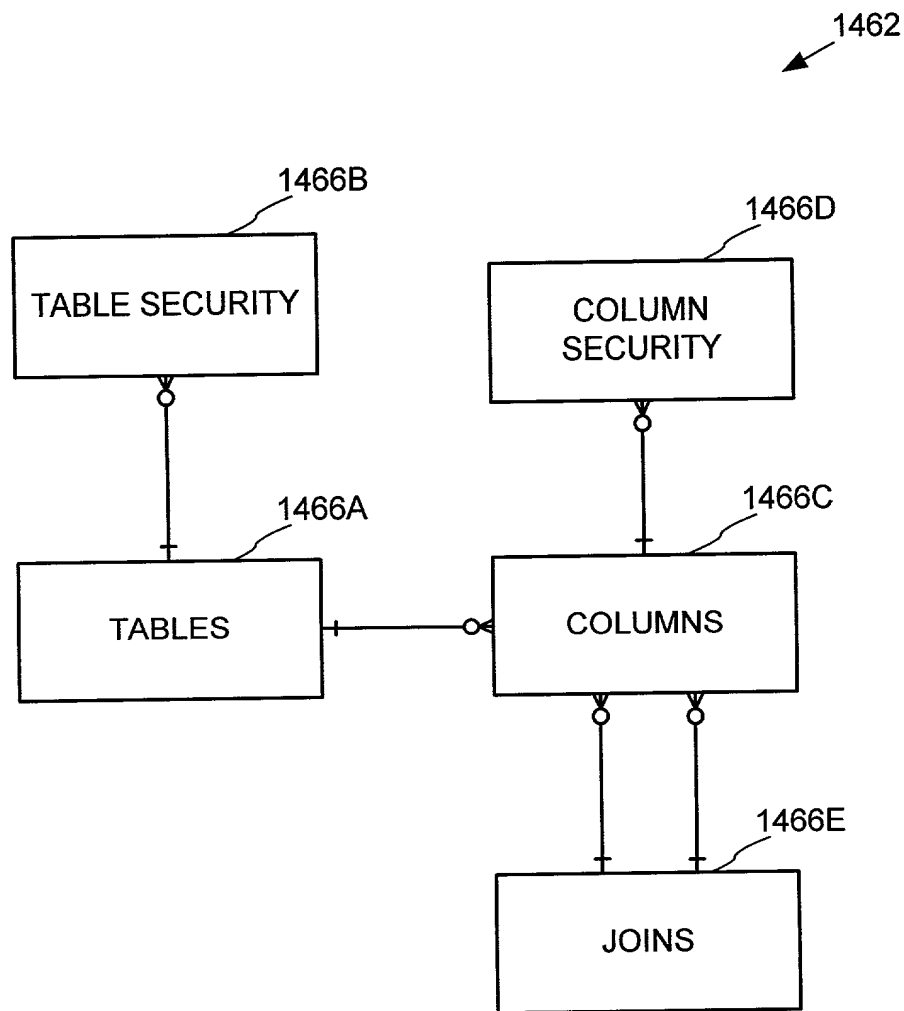 1462
1466B
TABLE SECURITY
1466D
COLUMN
SECURITY
1466A
TABLES
1466C
COLUMNS
1466E
JOINS